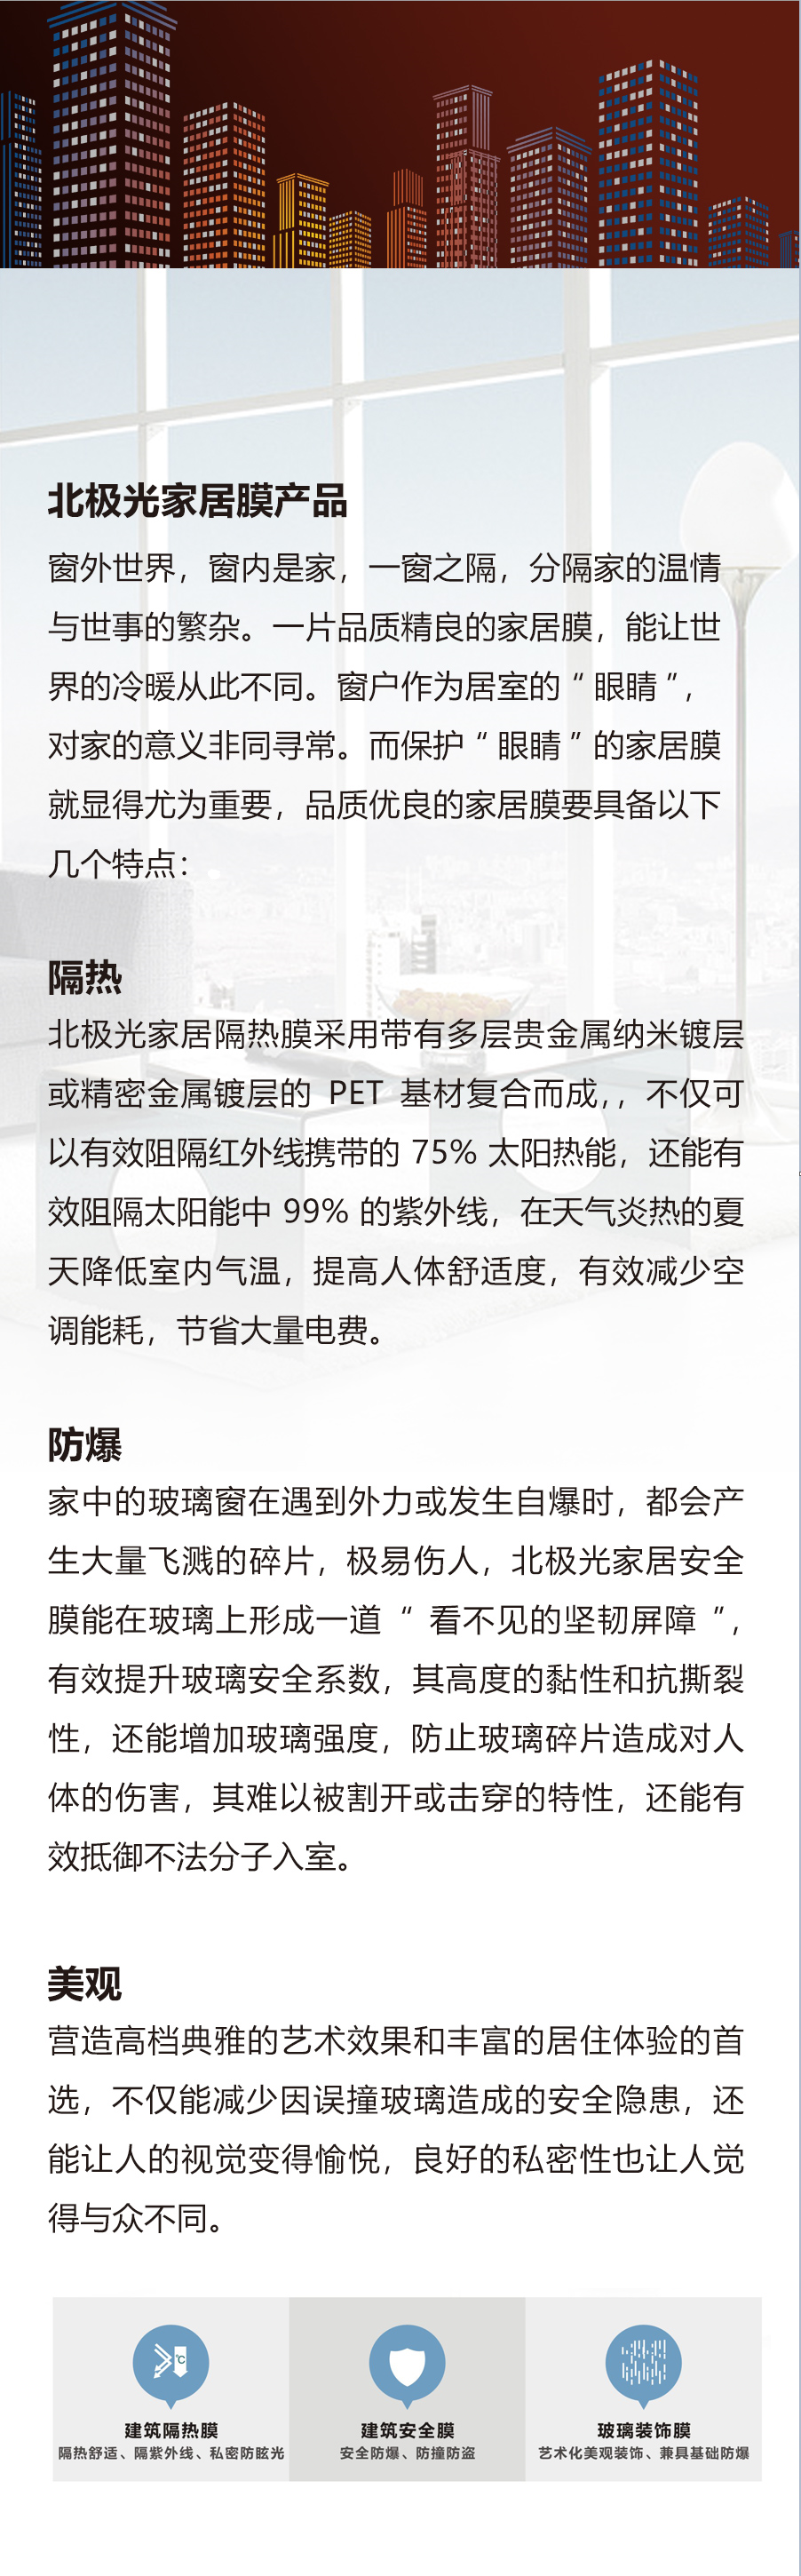 北极光家居膜产品
窗外世界，窗内是家，一窗之隔，分隔家的温情
与世事的繁杂。一片品质精良的家居膜，能让世
界的冷暖从此不同。窗户作为居室的“眼睛”，
对家的意义非同寻常。而保护“眼睛”的家居膜
就显得尤为重要，品质优良的家居膜要具备以下
几个特点：
隔热
北极光家居隔热膜采用带有多层贵金属纳米镀层
或精密金属镀层的 PET 基材复合而成，，不仅可
以有效阻隔红外线携带的 75% 太阳热能，还能有
效阻隔太阳能中 99% 的紫外线，在天气炎热的夏
天降低室内气温，提高人体舒适度，有效减少空
调能耗，节省大量电费。
防爆
家中的玻璃窗在遇到外力或发生自爆时，都会产
生大量飞溅的碎片，极易伤人，北极光家居安全
膜能在玻璃上形成一道“看不见的坚韧屏障”，
有效提升玻璃安全系数，其高度的黏性和抗撕裂
性，还能增加玻璃强度，防止玻璃碎片造成对人
体的伤害，其难以被割开或击穿的特性，还能有
效抵御不法分子入室。
美观
营造高档典雅的艺术效果和丰富的居住体验的首
选，不仅能减少因误撞玻璃造成的安全隐患，还
能让人的视觉变得愉悦，良好的私密性也让人觉
得与众不同。
℃
建筑隔热膜
隔热舒适、隔紫外线、私密防眩光
建筑安全膜
安全防爆、防撞防盗
玻璃装饰膜
艺术化美观装饰、兼具基础防爆